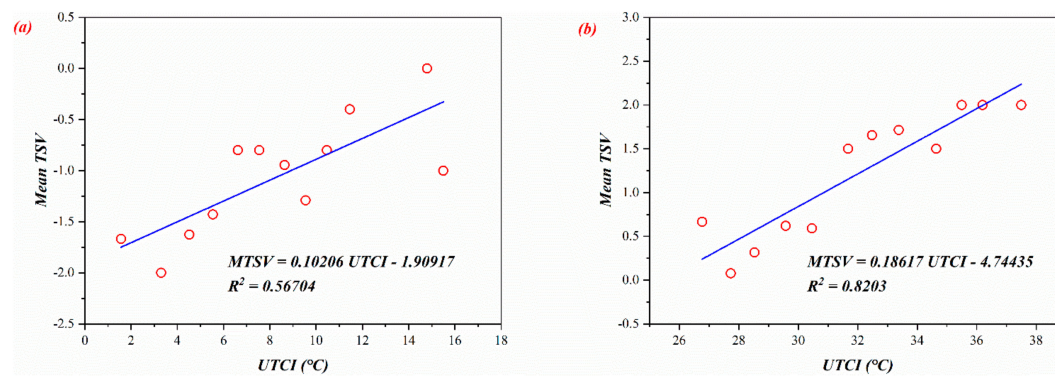 (a)
0.5
0.0
-0.5
-1.0
-1.5
-2.0
-2.5
Mean TSV
MTSV = 0.10206 UTCI - 1.90917
R² = 0.56704
0 2 4 6 8 10 12 14 16 18
UTCI (°C)
(b)
3.0
2.5
2.0
1.5
1.0
0.5
0.0
-0.5
Mean TSV
MTSV = 0.18617 UTCI - 4.74435
R² = 0.8203
26 28 30 32 34 36 38
UTCI (°C)